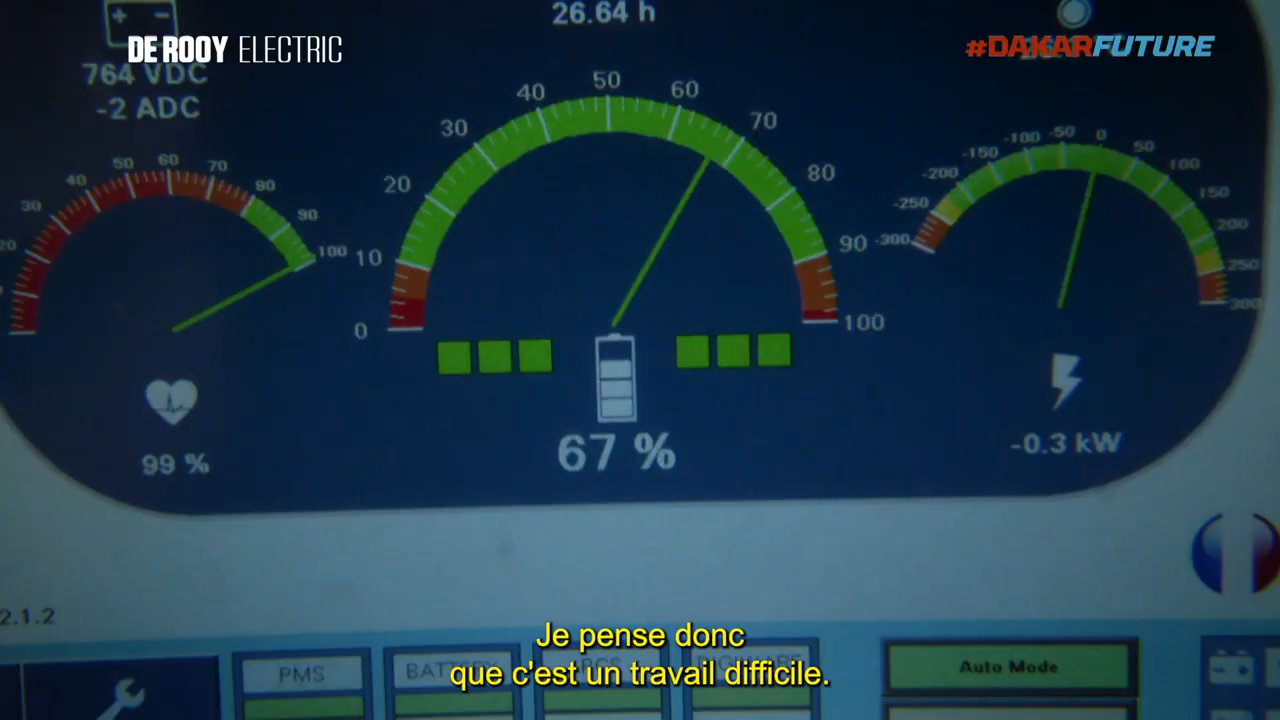 26.64 h
DE ROOY ELECTRIC
#DAKARFUTURE
764 VDC
-2 ADC
20 30 40 50 60 70 80 90 100
0 10 20 30 40 50 60 70 80 90 100
-300 -250 -200 -150 -100 -50 0 50 100 150 200 250 300
99 %
67 %
-0.3 kW
2.1.2
Je pense donc
que c'est un travail difficile.
PMS
BATTERY
Auto Mode